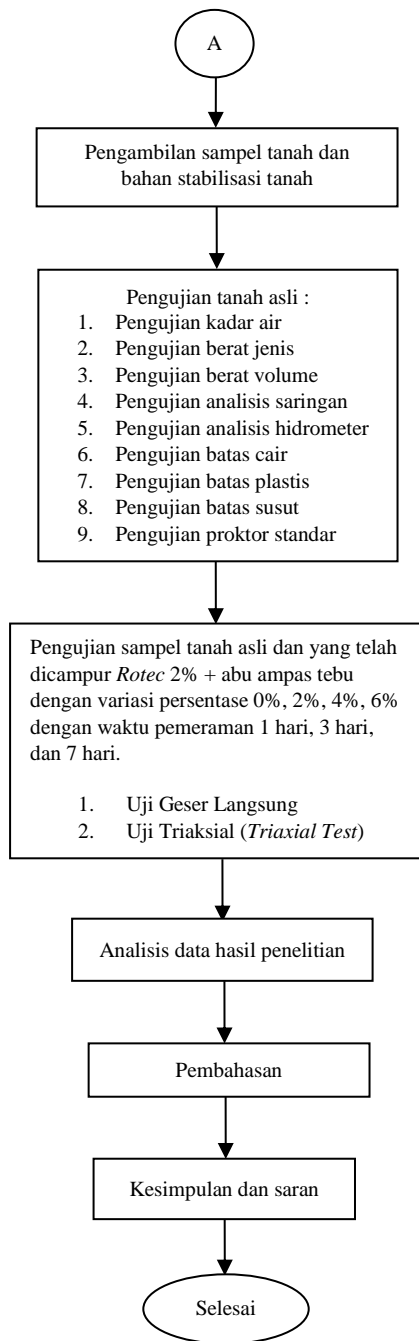 A
Pengambilan sampel tanah dan
bahan stabilisasi tanah
Pengujian tanah asli :
1. Pengujian kadar air
2. Pengujian berat jenis
3. Pengujian berat volume
4. Pengujian analisis saringan
5. Pengujian analisis hidrometer
6. Pengujian batas cair
7. Pengujian batas plastis
8. Pengujian batas susut
9. Pengujian proktor standar
Pengujian sampel tanah asli dan yang telah
dicampur Rotec 2% + abu ampas tebu
dengan variasi persentase 0%, 2%, 4%, 6%
dengan waktu pemeraman 1 hari, 3 hari,
dan 7 hari.
1. Uji Geser Langsung
2. Uji Triaksial (Triaxial Test)
Analisis data hasil penelitian
Pembahasan
Kesimpulan dan saran
Selesai